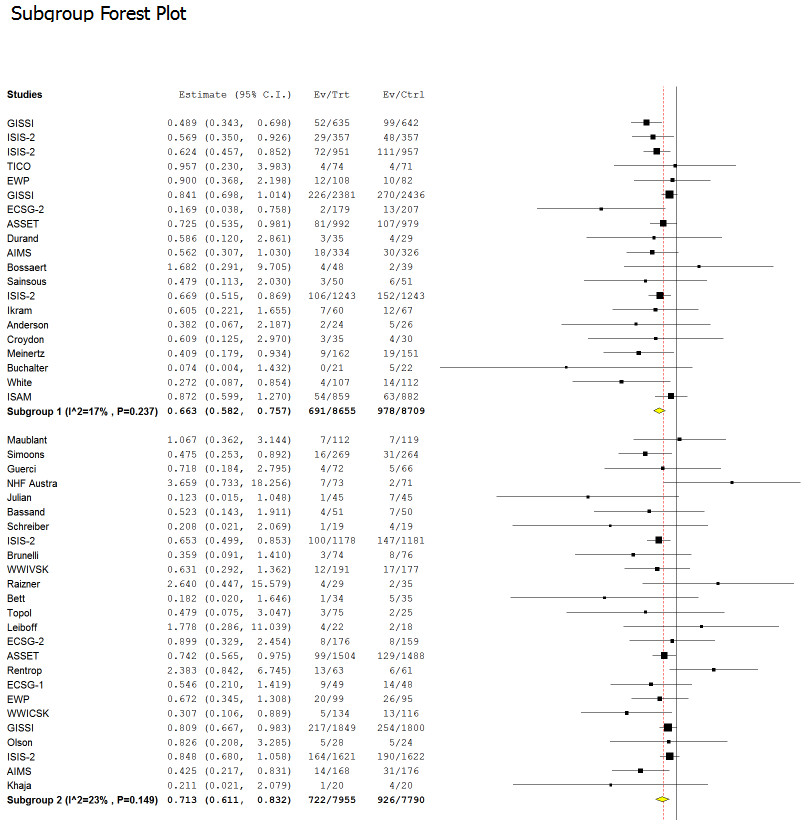 Subgroup Forest Plot
Studies Estimate (95% C.I.) Ev/Trt Ev/Ctrl
GISSI 0.489 (0.343, 0.698) 52/635 99/642
ISIS-2 0.569 (0.350, 0.926) 29/357 48/357
ISIS-2 0.624 (0.457, 0.852) 72/951 111/957
TICO 0.957 (0.230, 3.983) 4/74 4/71
EWP 0.900 (0.368, 2.198) 12/108 10/82
GISSI 0.841 (0.698, 1.014) 226/2381 270/2436
ECSG-2 0.169 (0.038, 0.758) 2/179 13/207
ASSET 0.725 (0.535, 0.981) 81/992 107/979
Durand 0.586 (0.120, 2.861) 3/35 4/29
AIMS 0.562 (0.307, 1.030) 18/334 30/326
Bossaert 1.682 (0.291, 9.705) 4/48 2/39
Sainsous 0.479 (0.113, 2.030) 3/50 6/51
ISIS-2 0.669 (0.515, 0.869) 106/1243 152/1243
Ikram 0.605 (0.221, 1.655) 7/60 12/67
Anderson 0.382 (0.067, 2.187) 2/24 5/26
Croydon 0.609 (0.125, 2.970) 3/35 4/30
Meinertz 0.409 (0.179, 0.934) 9/162 19/151
Buchalter 0.074 (0.004, 1.432) 0/21 5/22
White 0.272 (0.087, 0.854) 4/107 14/112
ISAM 0.872 (0.599, 1.270) 54/859 63/882
Subgroup 1 (I^2=17% , P=0.237) 0.663 (0.582, 0.757) 691/8655 978/8709
Maublant 1.067 (0.362, 3.144) 7/112 7/119
Simoons 0.475 (0.253, 0.892) 16/269 31/264
Guerci 0.718 (0.184, 2.795) 4/72 5/66
NHF Austra 3.659 (0.733, 18.256) 7/73 2/71
Julian 0.123 (0.015, 1.048) 1/45 7/45
Bassand 0.523 (0.143, 1.911) 4/51 7/50
Schreiber 0.208 (0.021, 2.069) 1/19 4/19
ISIS-2 0.653 (0.499, 0.853) 100/1178 147/1181
Brunelli 0.359 (0.091, 1.410) 3/74 8/76
WWIVSK 0.631 (0.292, 1.362) 12/191 17/177
Raizner 2.640 (0.447, 15.579) 4/29 2/35
Bett 0.182 (0.020, 1.646) 1/34 5/35
Topol 0.479 (0.075, 3.047) 3/75 2/25
Leiboff 1.778 (0.286, 11.039) 4/22 2/18
ECSG-2 0.899 (0.329, 2.454) 8/176 8/159
ASSET 0.742 (0.565, 0.975) 99/1504 129/1488
Rentrop 2.383 (0.842, 6.745) 13/63 6/61
ECSG-1 0.546 (0.210, 1.419) 9/49 14/48
EWP 0.672 (0.345, 1.308) 20/99 26/95
WWICSK 0.307 (0.106, 0.889) 5/134 13/116
GISSI 0.809 (0.667, 0.983) 217/1849 254/1800
Olson 0.826 (0.208, 3.285) 5/28 5/24
ISIS-2 0.848 (0.680, 1.058) 164/1621 190/1622
AIMS 0.425 (0.217, 0.831) 14/168 31/176
Khaja 0.211 (0.021, 2.079) 1/20 4/20
Subgroup 2 (I^2=23% , P=0.149) 0.713 (0.611, 0.832) 722/7955 926/7790